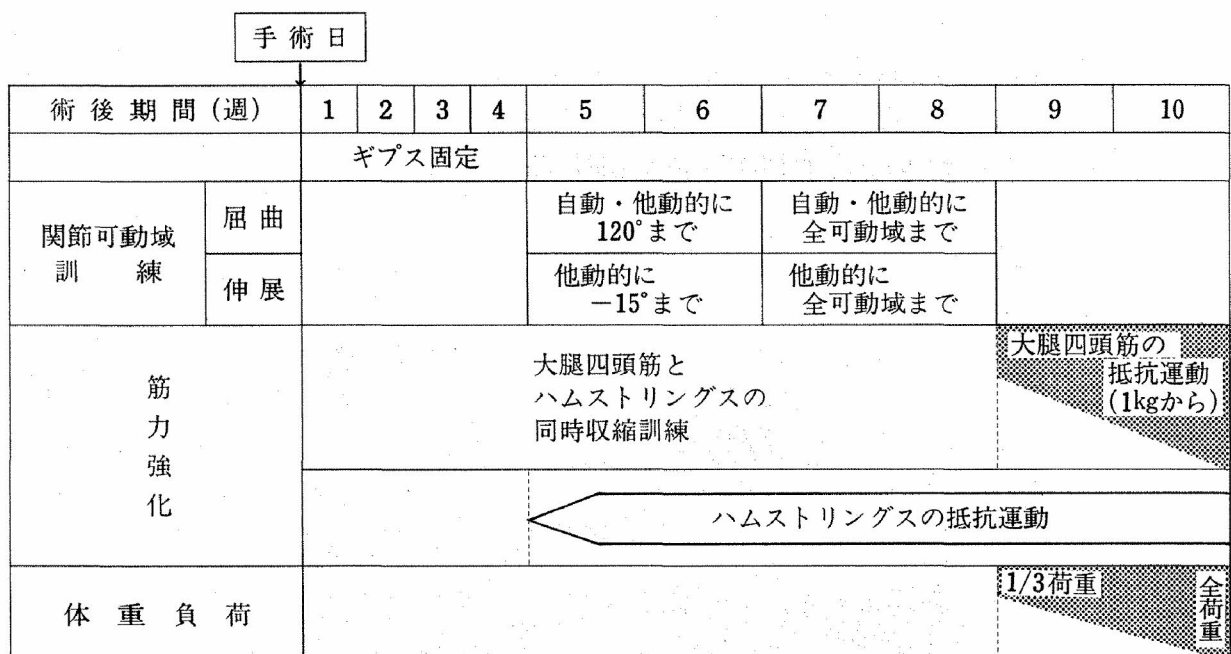 手術日
術後期間(週) 1 2 3 4 5 6 7 8 9 10
ギプス固定
関節可動域
訓練
屈曲
自動・他動的に
120°まで
自動・他動的に
全可動域まで
伸展
他動的に
−15°まで
他動的に
全可動域まで
筋力強化
大腿四頭筋と
ハムストリングスの
同時収縮訓練
大腿四頭筋の
抵抗運動
(1kgから)
ハムストリングスの抵抗運動
体重負荷
1/3荷重
全荷重